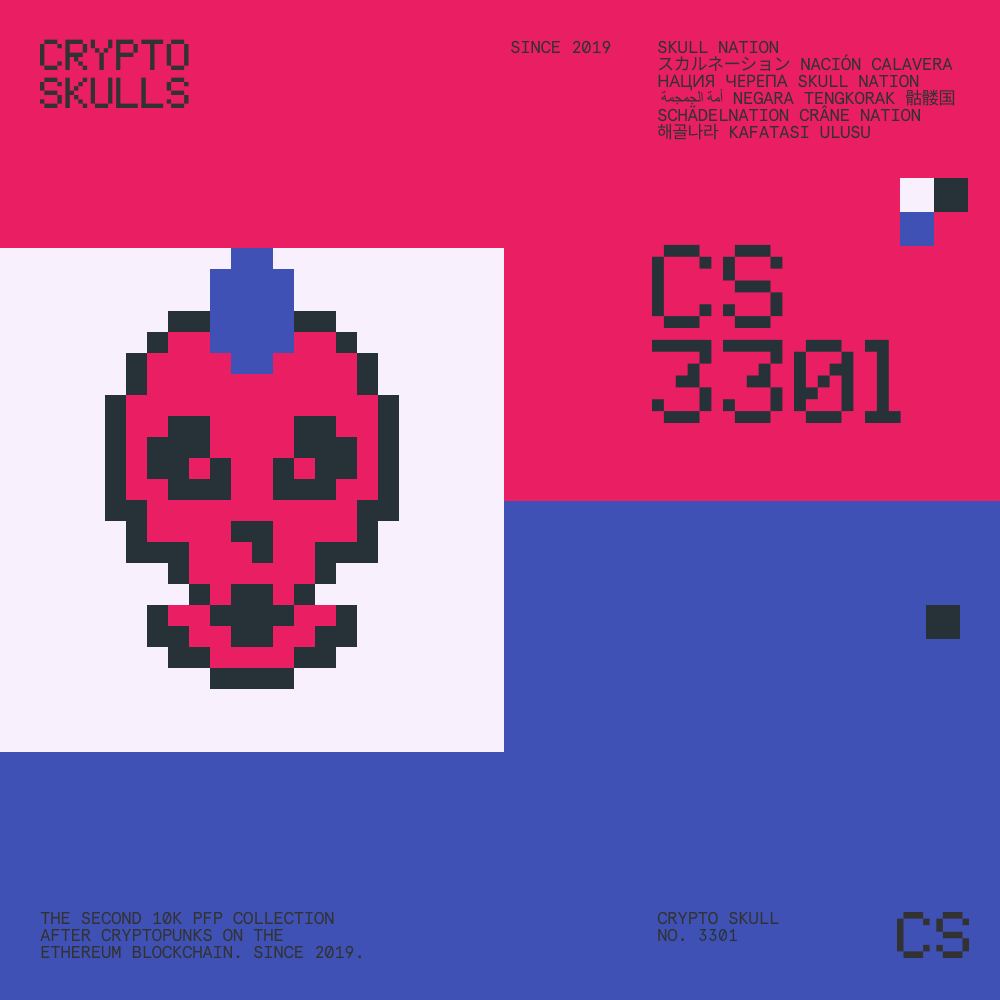 CRYPTO
SKULLS
SINCE 2019
SKULL NATION
スカルネーション NACIÓN CALAVERA
НАЦИЯ ЧЕРЕПА SKULL NATION
أمة الجمجمة NEGARA TENGKORAK 骷髅国
SCHÄDELNATION CRÂNE NATION
해골나라 KAFATASI ULUSU
CS
3301
THE SECOND 10K PFP COLLECTION
AFTER CRYPTOPUNKS ON THE
ETHEREUM BLOCKCHAIN. SINCE 2019.
CRYPTO SKULL
NO. 3301
CS